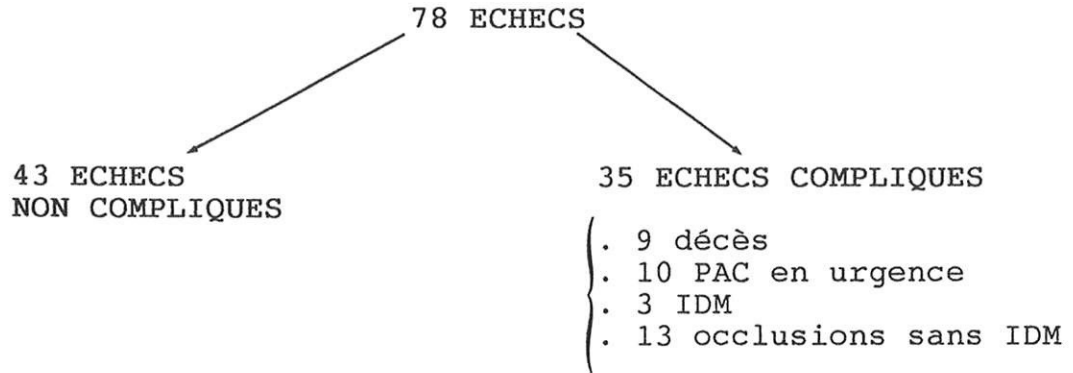 78 ECHECS
43 ECHECS
NON COMPLIQUES
35 ECHECS COMPLIQUES
. 9 décès
. 10 PAC en urgence
. 3 IDM
. 13 occlusions sans IDM